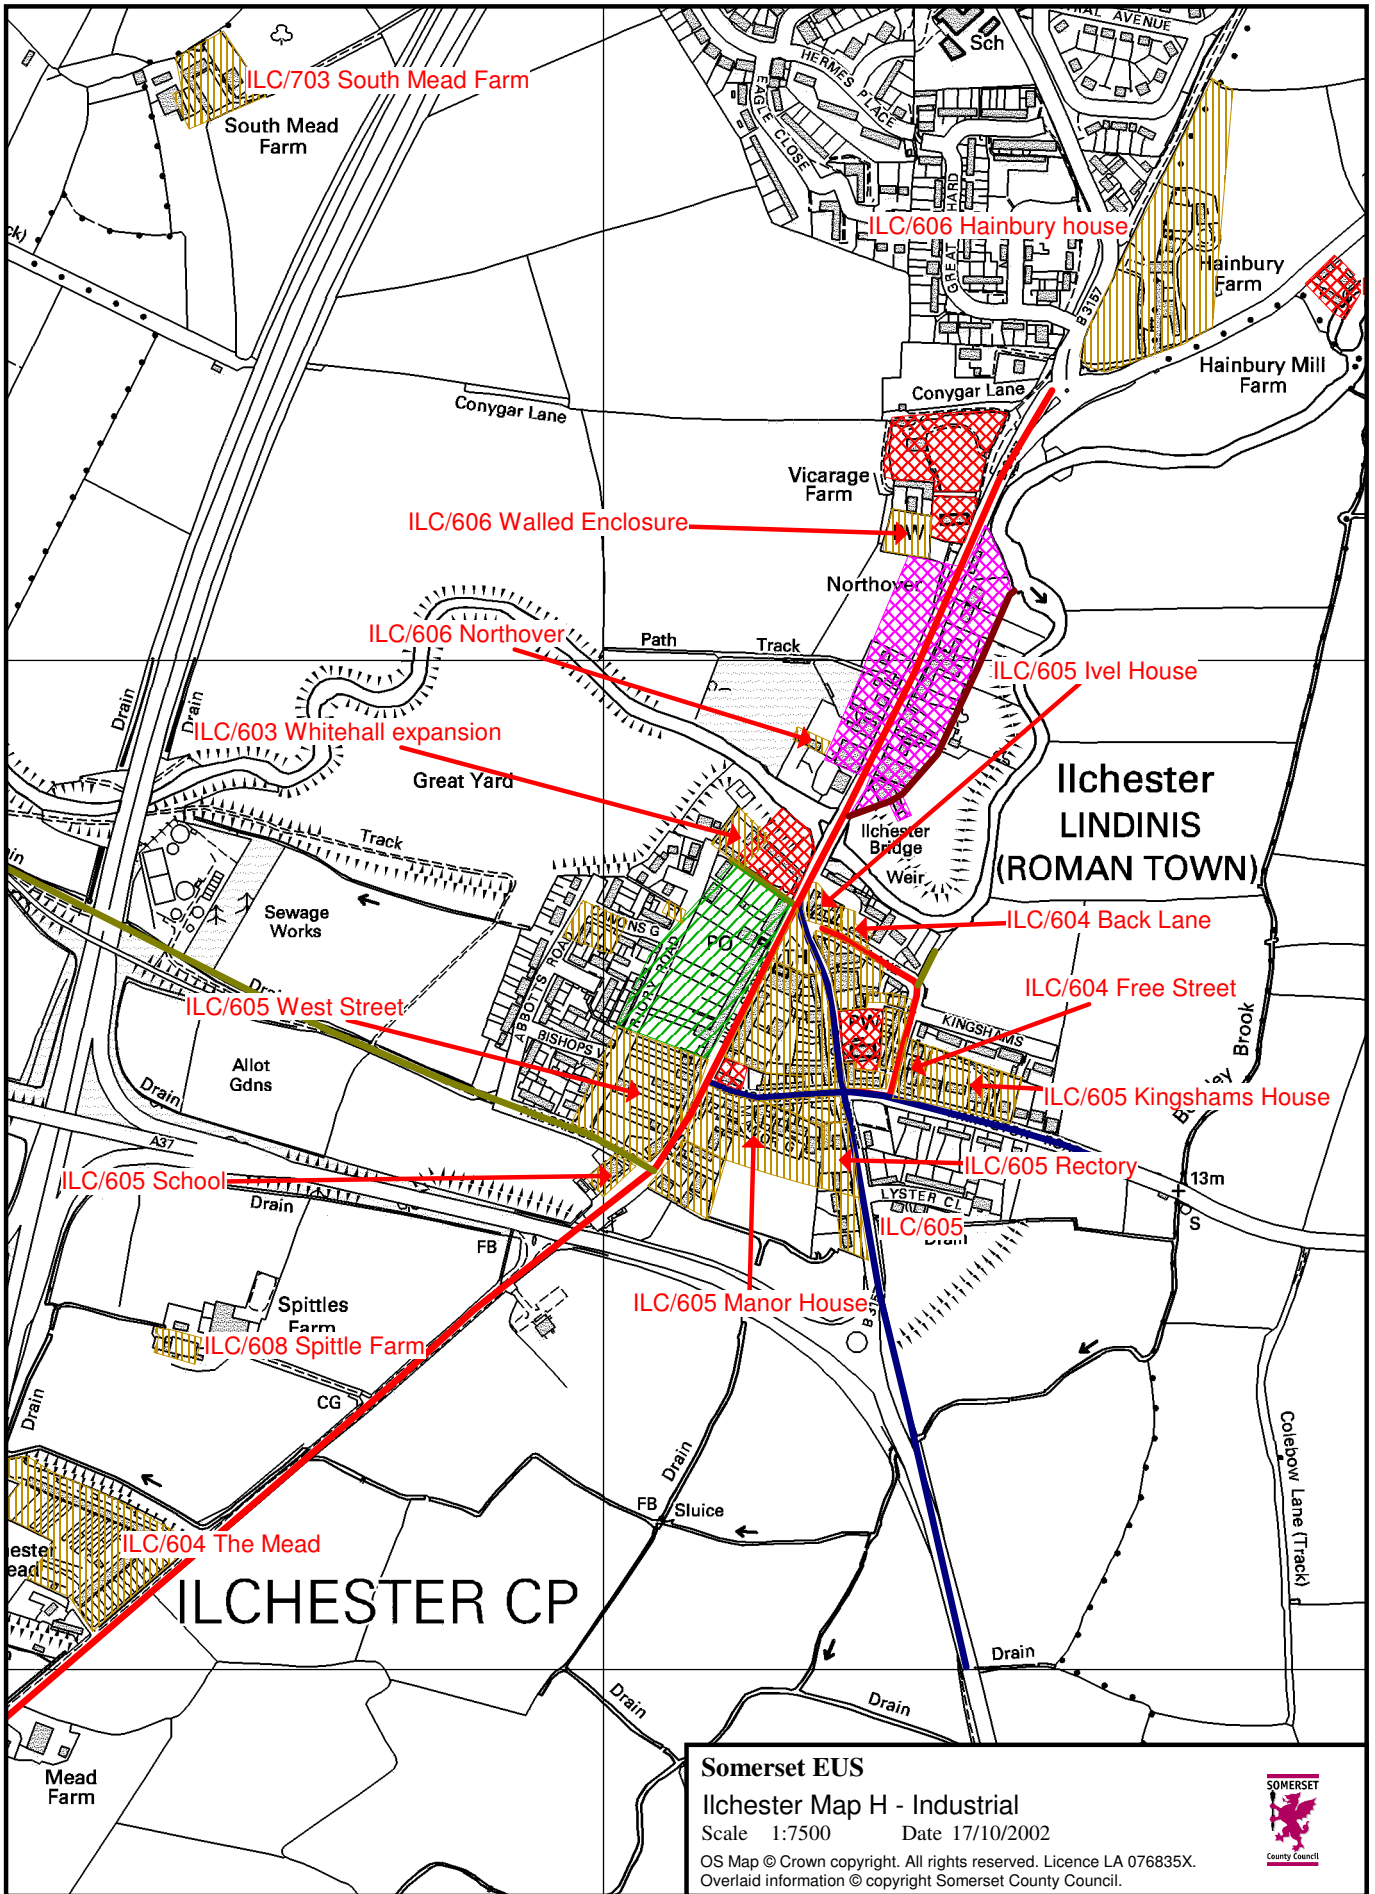 TRIAL AVENUE
Sch
HERMES PLACE
EAGLE CLOSE
ILC/703 South Mead Farm
South Mead
Farm
ILC/606 Hainbury house
GREAT
B 3157
Hainbury
Farm
Hainbury Mill
Farm
Conygar Lane
Conygar Lane
Vicarage
Farm
ILC/606 Walled Enclosure
Northover
ILC/606 Northover
Path
Track
ILC/605 Ivel House
Drain
Drain
ILC/603 Whitehall expansion
Great Yard
Ilchester
LINDINIS
(ROMAN TOWN)
Ilchester
Bridge
Weir
Track
Sewage
Works
PO
ILC/604 Back Lane
ILC/604 Free Street
ILC/605 West Street
ABBOTTS ROAD
BISHOPS
KINGSHAMS
Brook
Allot
Gdns
Drain
ILC/605 Kingshams House
A37
ILC/605 School
ILC/605 Rectory
13m
LYSTER CL
S
Drain
ILC/605
Drain
FB
ILC/605 Manor House
Spittles
Farm
ILC/608 Spittle Farm
CG
Drain
Drain
FB
Sluice
Colebow Lane (Track)
ILC/604 The Mead
ILCHESTER CP
Drain
Drain
Drain
Mead
Farm
Somerset EUS
Ilchester Map H - Industrial
Scale 1:7500 Date 17/10/2002
OS Map © Crown copyright. All rights reserved. Licence LA 076835X.
Overlaid information © copyright Somerset County Council.
SOMERSET
County Council